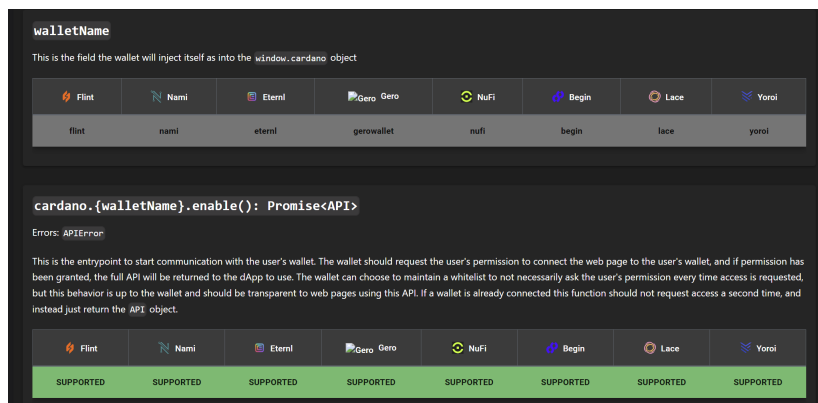 walletName
This is the field the wallet will inject itself as into the window.cardano object
Flint Nami Eternl Gero Gero NuFi Begin Lace Yoroi
flint nami eternl gerowallet nufi begin lace yoroi
cardano.{walletName}.enable(): Promise<API>
Errors: APIError
This is the entrypoint to start communication with the user's wallet. The wallet should request the user's permission to connect the web page to the user's wallet, and if permission has
been granted, the full API will be returned to the dApp to use. The wallet can choose to maintain a whitelist to not necessarily ask the user's permission every time access is requested,
but this behavior is up to the wallet and should be transparent to web pages using this API. If a wallet is already connected this function should not request access a second time, and
instead just return the API object.
Flint Nami Eternl Gero Gero NuFi Begin Lace Yoroi
SUPPORTED SUPPORTED SUPPORTED SUPPORTED SUPPORTED SUPPORTED SUPPORTED SUPPORTED